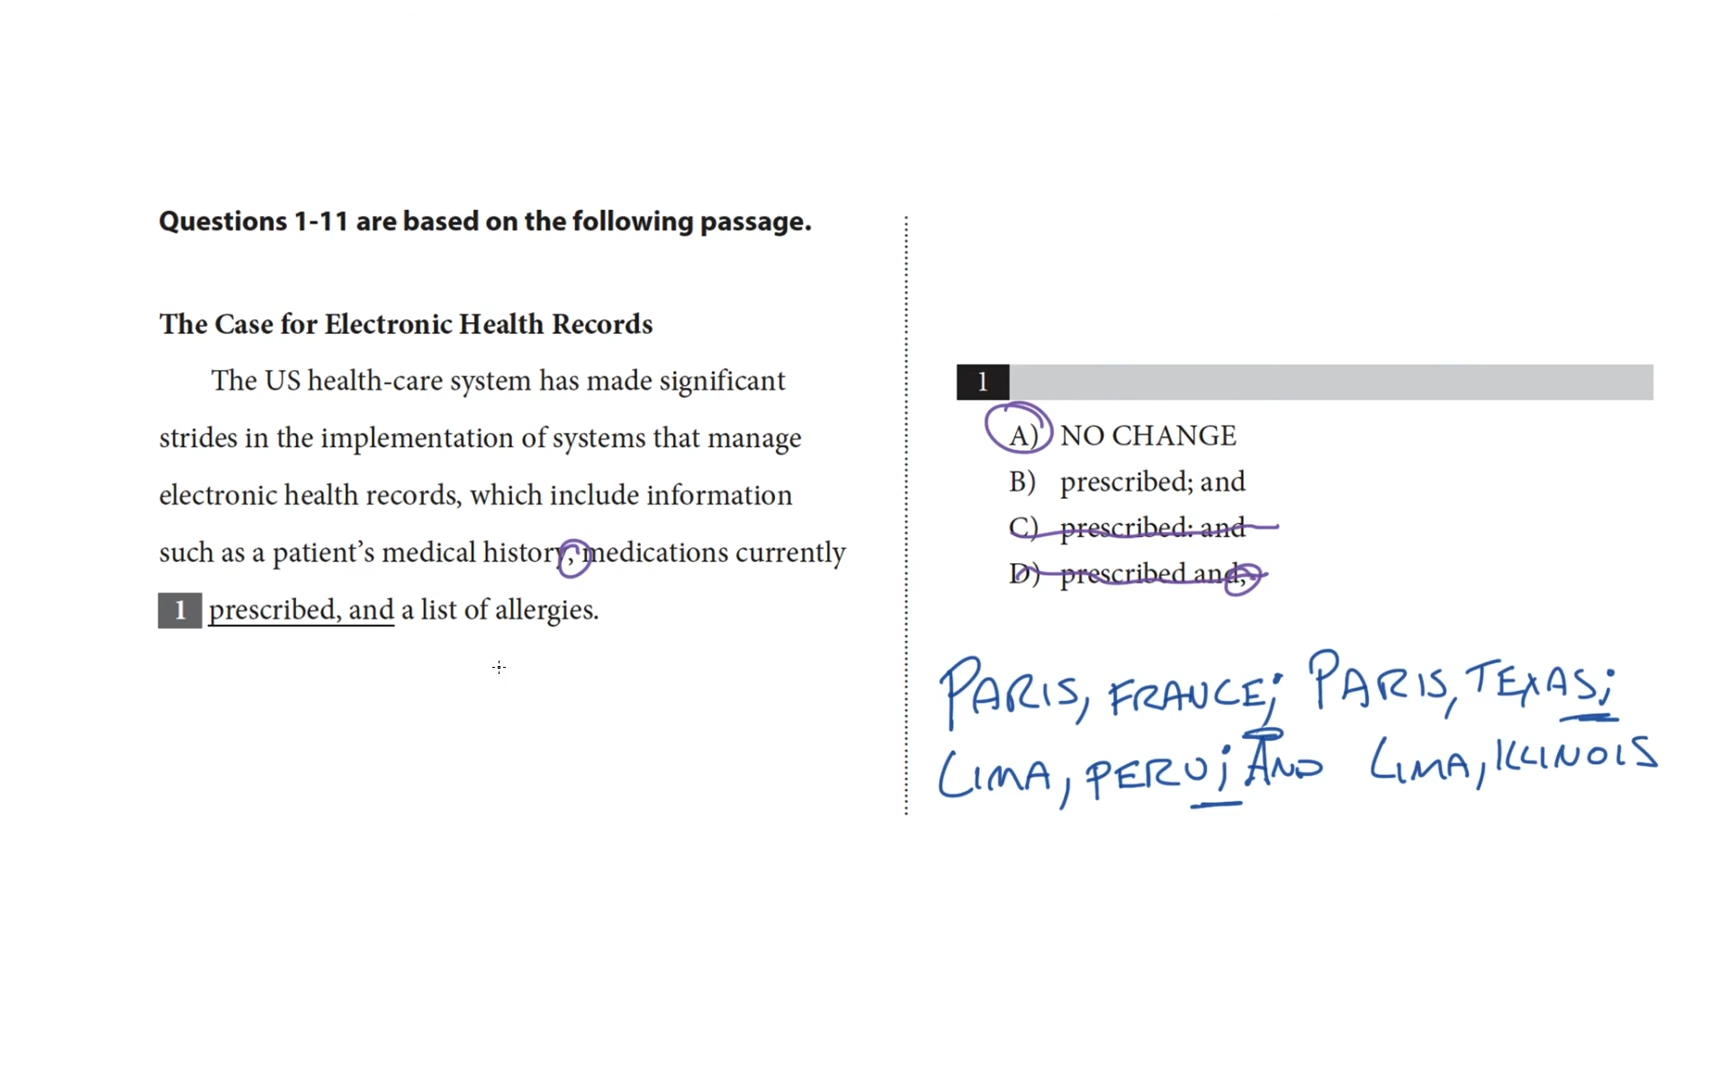 Questions 1-11 are based on the following passage.
The Case for Electronic Health Records
The US health-care system has made significant
strides in the implementation of systems that manage
electronic health records, which include information
such as a patient’s medical history, medications currently
1 prescribed, and a list of allergies.
1
A) NO CHANGE
B) prescribed; and
C) prescribed: and
D) prescribed and,
PARIS, FRANCE; PARIS, TEXAS;
LIMA, PERU; AND LIMA, ILLINOIS